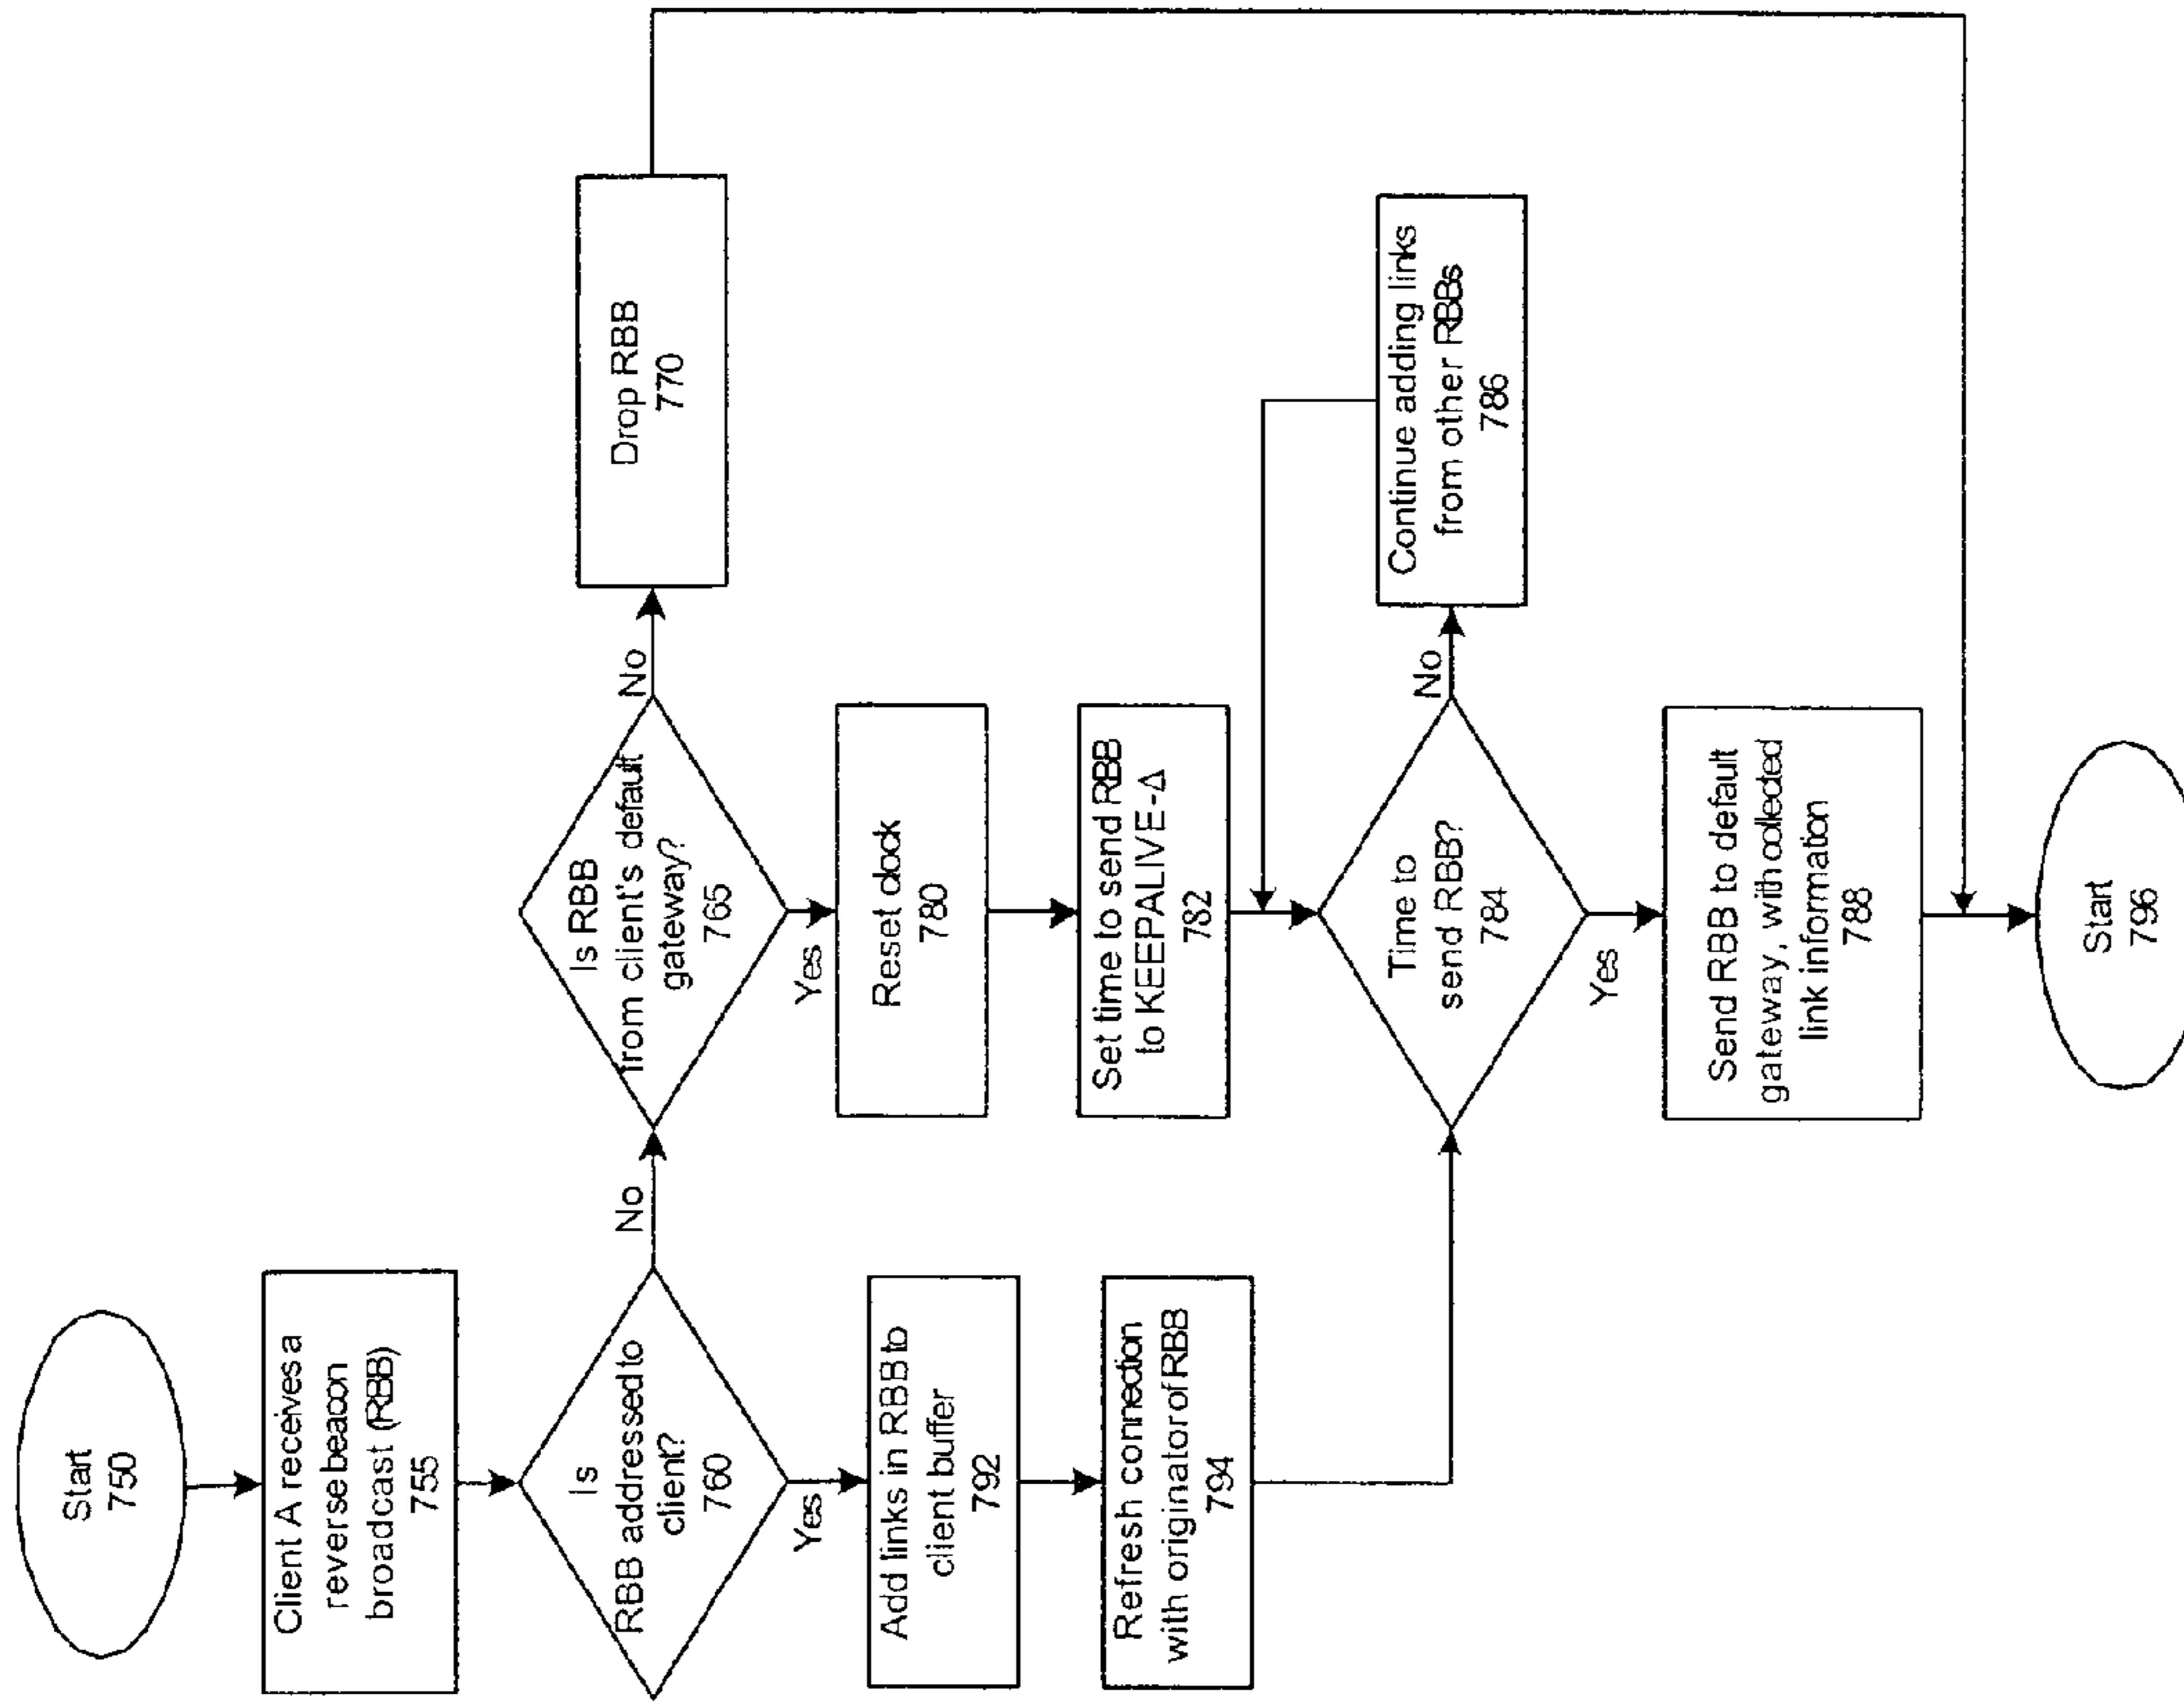 Start
750
Client A receives a
reverse beacon
broadcast (RBB)
755
Is
RBB addressed to
client?
760
No
Yes
Add links in RBB to
client buffer
792
Refresh connection
with originator of RBB
794
Is RBB
from client's default
gateway?
765
No
Yes
Drop RBB
770
Reset clock
780
Set time to send RBB
to KEEPALIVE-Δ
782
Time to
send RBB?
784
No
Yes
Continue adding links
from other RBBs
786
Send RBB to default
gateway, with collected
link information
788
Start
796